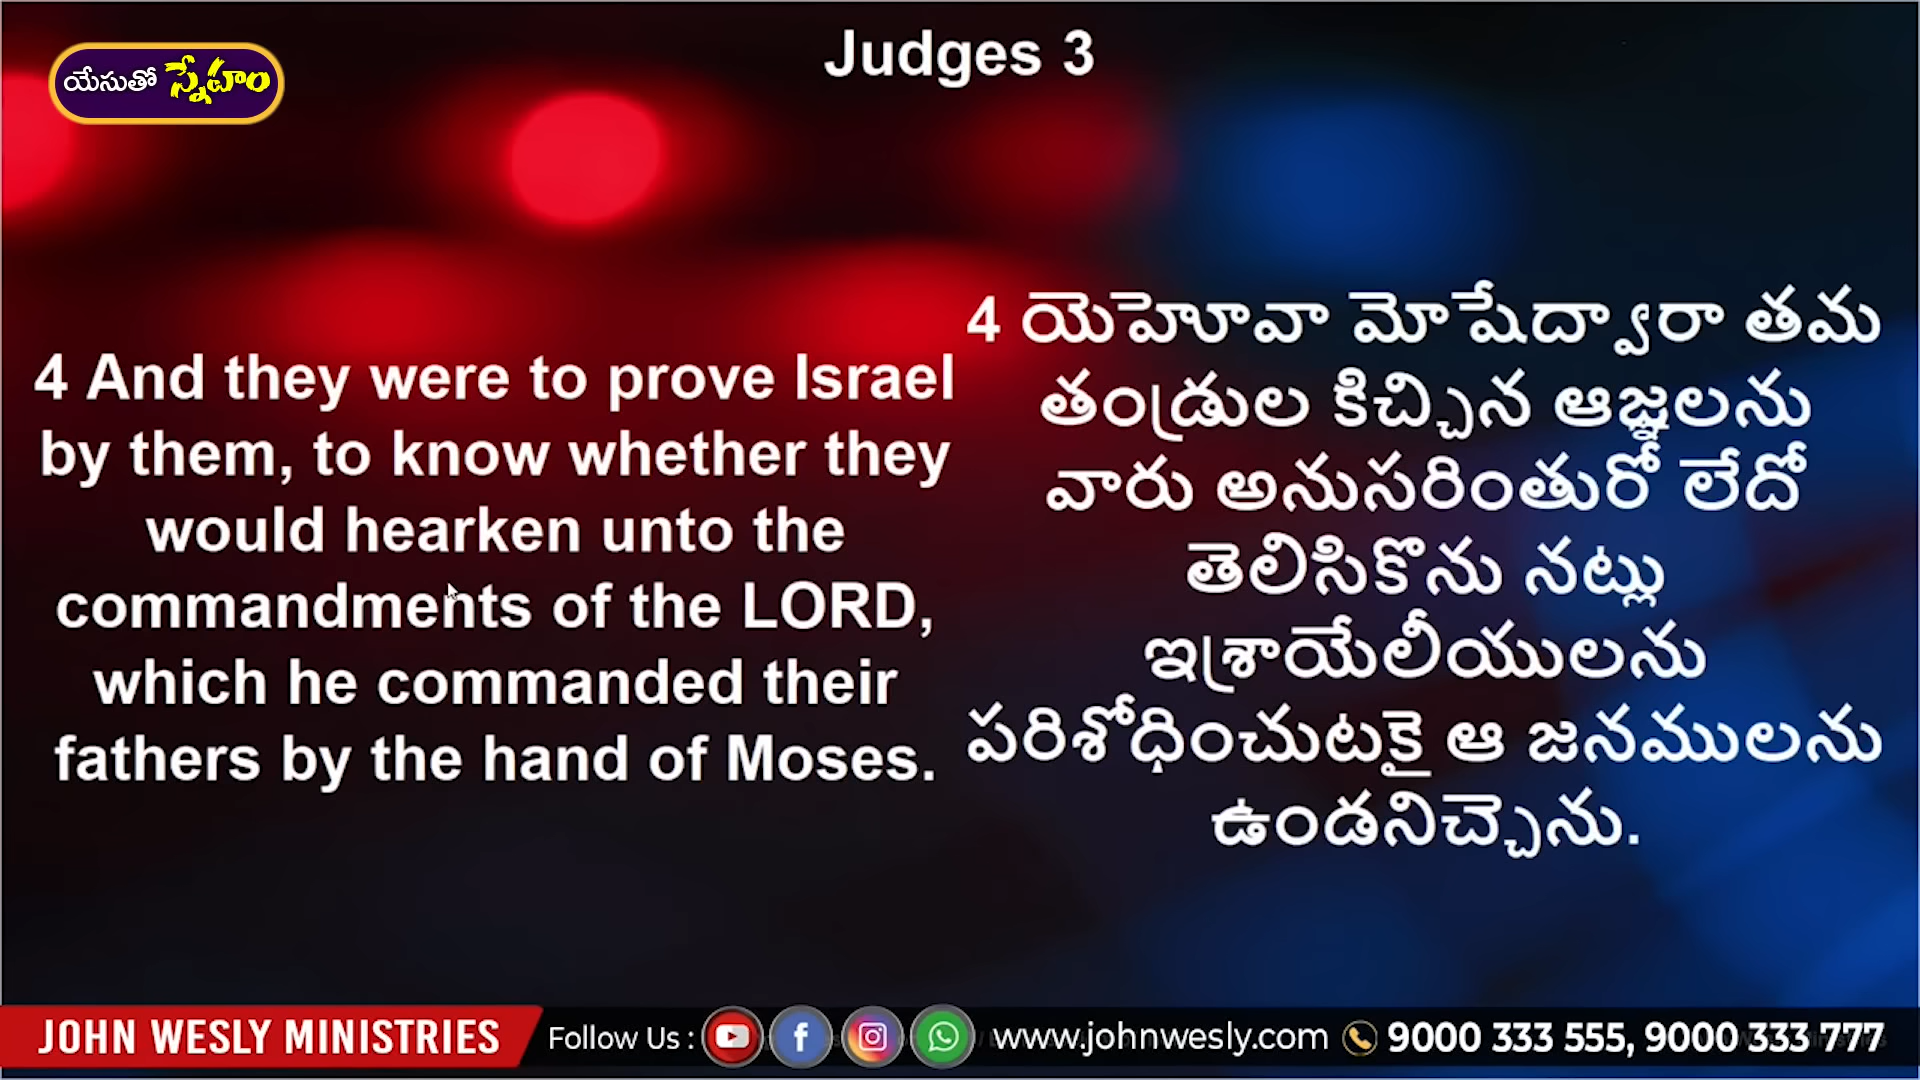 Judges 3
యేసుతో స్నేహం
4 And they were to prove Israel
by them, to know whether they
would hearken unto the
commandments of the LORD,
which he commanded their
fathers by the hand of Moses.
4 యెహెూవా మోషేద్వారా తమ
తండ్రుల కిచ్చిన ఆజ్ఞలను
వారు అనుసరింతురో లేదో
తెలిసికొను నట్లు
ఇశ్రాయేలీయులను
పరిశోధించుటకై ఆ జనములను
ఉండనిచ్చెను.
JOHN WESLY MINISTRIES
Follow Us :
www.johnwesly.com
9000 333 555, 9000 333 777